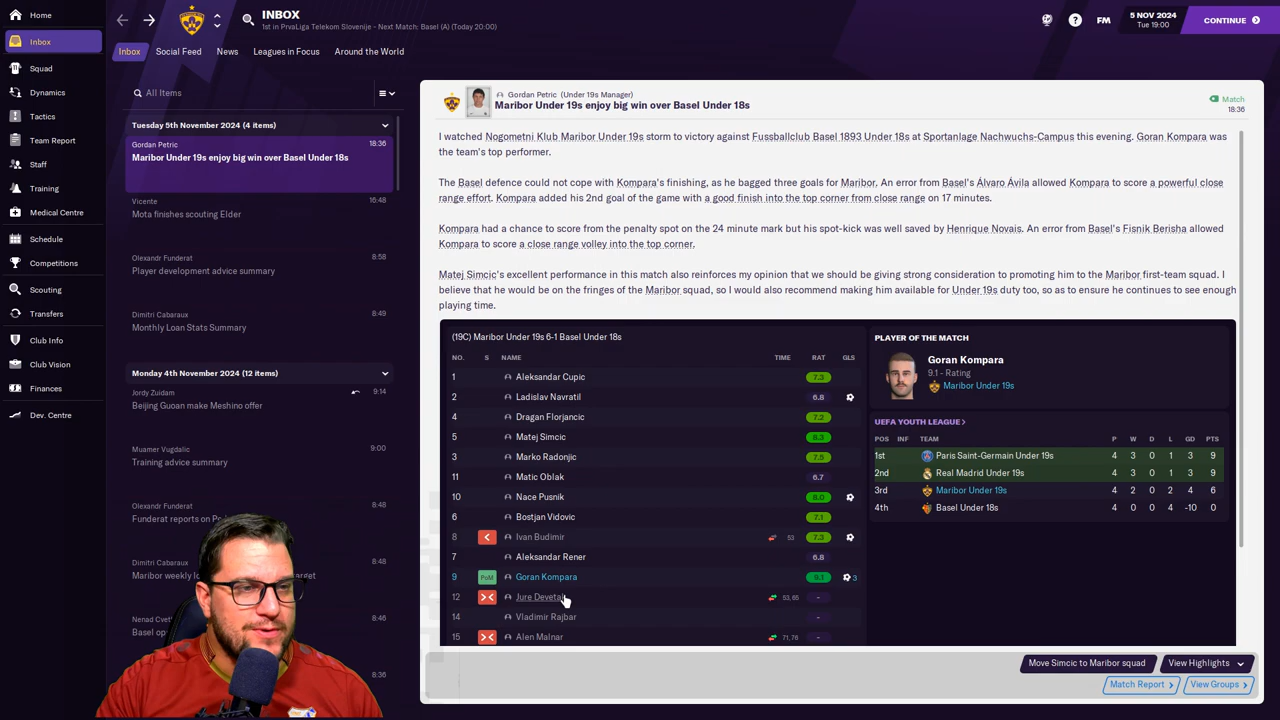 Home
INBOX
1st in PrvaLiga Telekom Slovenije - Next Match: Basel (A) (Today 20:00)
FM
5 NOV 2024
Tue 19:00
CONTINUE
Inbox
Squad
Dynamics
Tactics
Team Report
Staff
Training
Medical Centre
Schedule
Competitions
Scouting
Transfers
Club Info
Club Vision
Finances
Dev. Centre
Inbox Social Feed News Leagues in Focus Around the World
All Items
Tuesday 5th November 2024 (4 items)
Gordan Petric 18:36
Maribor Under 19s enjoy big win over Basel Under 18s
Vicente 16:48
Mota finishes scouting Elder
Olexandr Funderat 8:58
Player development advice summary
Dimitri Cabaraux 8:49
Monthly Loan Stats Summary
Monday 4th November 2024 (12 items)
Jordy Zuidam 9:14
Beijing Guoan make Meshino offer
Muamer Vugdalic 9:00
Training advice summary
Olexandr Funderat 8:48
Funderat reports on Po
Dimitri Cabaraux 8:48
Maribor weekly lo
target
Nenad Cvet 8:46
Basel op
8:36
Gordan Petric (Under 19s Manager)
Maribor Under 19s enjoy big win over Basel Under 18s
Match
18:36
I watched Nogometni Klub Maribor Under 19s storm to victory against Fussballclub Basel 1893 Under 18s at Sportanlage Nachwuchs-Campus this evening. Goran Kompara was
the team's top performer.
The Basel defence could not cope with Kompara's finishing, as he bagged three goals for Maribor. An error from Basel's Álvaro Ávila allowed Kompara to score a powerful close
range effort. Kompara added his 2nd goal of the game with a good finish into the top corner from close range on 17 minutes.
Kompara had a chance to score from the penalty spot on the 24 minute mark but his spot-kick was well saved by Henrique Novais. An error from Basel's Fisnik Berisha allowed
Kompara to score a close range volley into the top corner.
Matej Simcic's excellent performance in this match also reinforces my opinion that we should be giving strong consideration to promoting him to the Maribor first-team squad. I
believe that he would be on the fringes of the Maribor squad, so I would also recommend making him available for Under 19s duty too, so as to ensure he continues to see enough
playing time.
(19C) Maribor Under 19s 6-1 Basel Under 18s
NO. S NAME TIME RAT GLS
1 Aleksandar Cupic 7.3
2 Ladislav Navratil 6.8
4 Dragan Florjancic 7.2
5 Matej Simcic 8.3
3 Marko Radonjic 7.5
11 Matic Oblak 6.7
10 Nace Pusnik 8.0
6 Bostjan Vidovic 7.1
8 Ivan Budimir 53 7.3
7 Aleksandar Rener 6.8
9 PoM Goran Kompara 9.1 3
12 Jure Devetak 53,65 -
14 Vladimir Rajbar -
15 Alen Malnar 71,76 -
PLAYER OF THE MATCH
Goran Kompara
9.1 - Rating
Maribor Under 19s
UEFA YOUTH LEAGUE
POS INF TEAM P W D L GD PTS
1st Paris Saint-Germain Under 19s 4 3 0 1 3 9
2nd Real Madrid Under 19s 4 3 0 1 3 9
3rd Maribor Under 19s 4 2 0 2 4 6
4th Basel Under 18s 4 0 0 4 -10 0
Move Simcic to Maribor squad
View Highlights
Match Report
View Groups